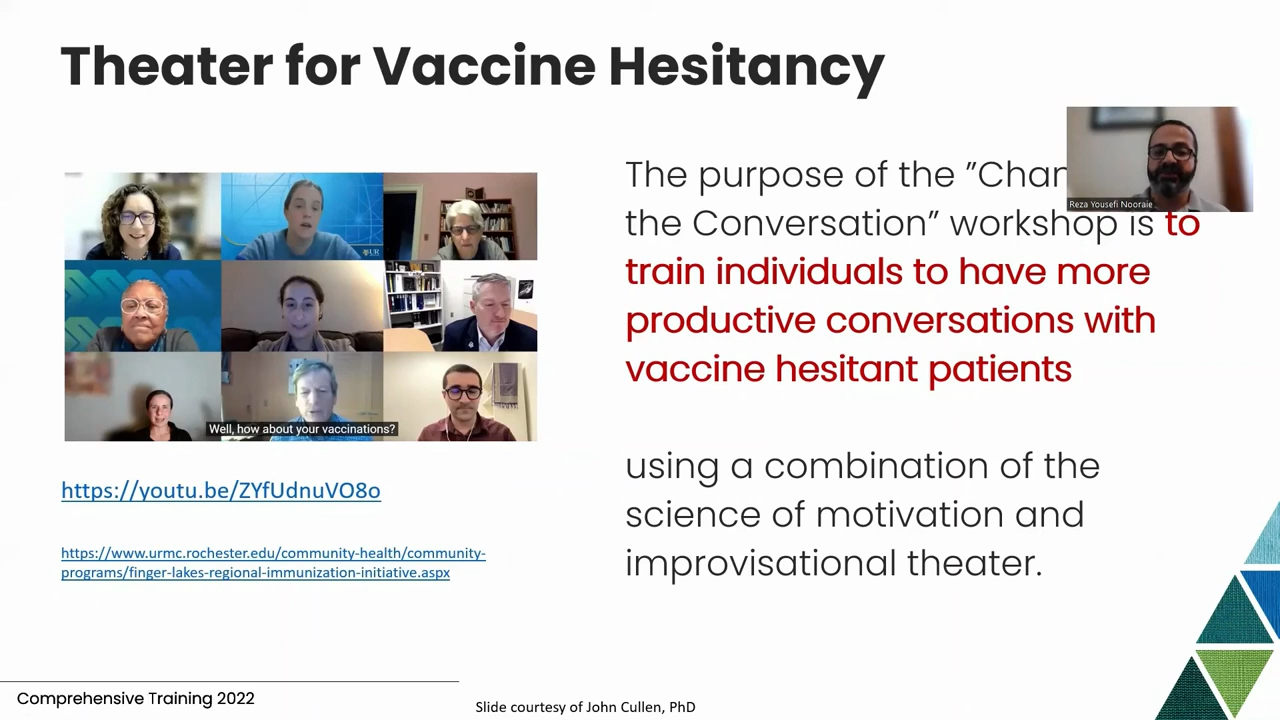 Theater for Vaccine Hesitancy
The purpose of the ”Chan
the Conversation” workshop is to
train individuals to have more
productive conversations with
vaccine hesitant patients
using a combination of the
science of motivation and
improvisational theater.
Reza Yousefi Nooraie
UR
Well, how about your vaccinations?
https://youtu.be/ZYfUdnuVO8o
https://www.urmc.rochester.edu/community-health/community-
programs/finger-lakes-regional-immunization-initiative.aspx
Comprehensive Training 2022
Slide courtesy of John Cullen, PhD